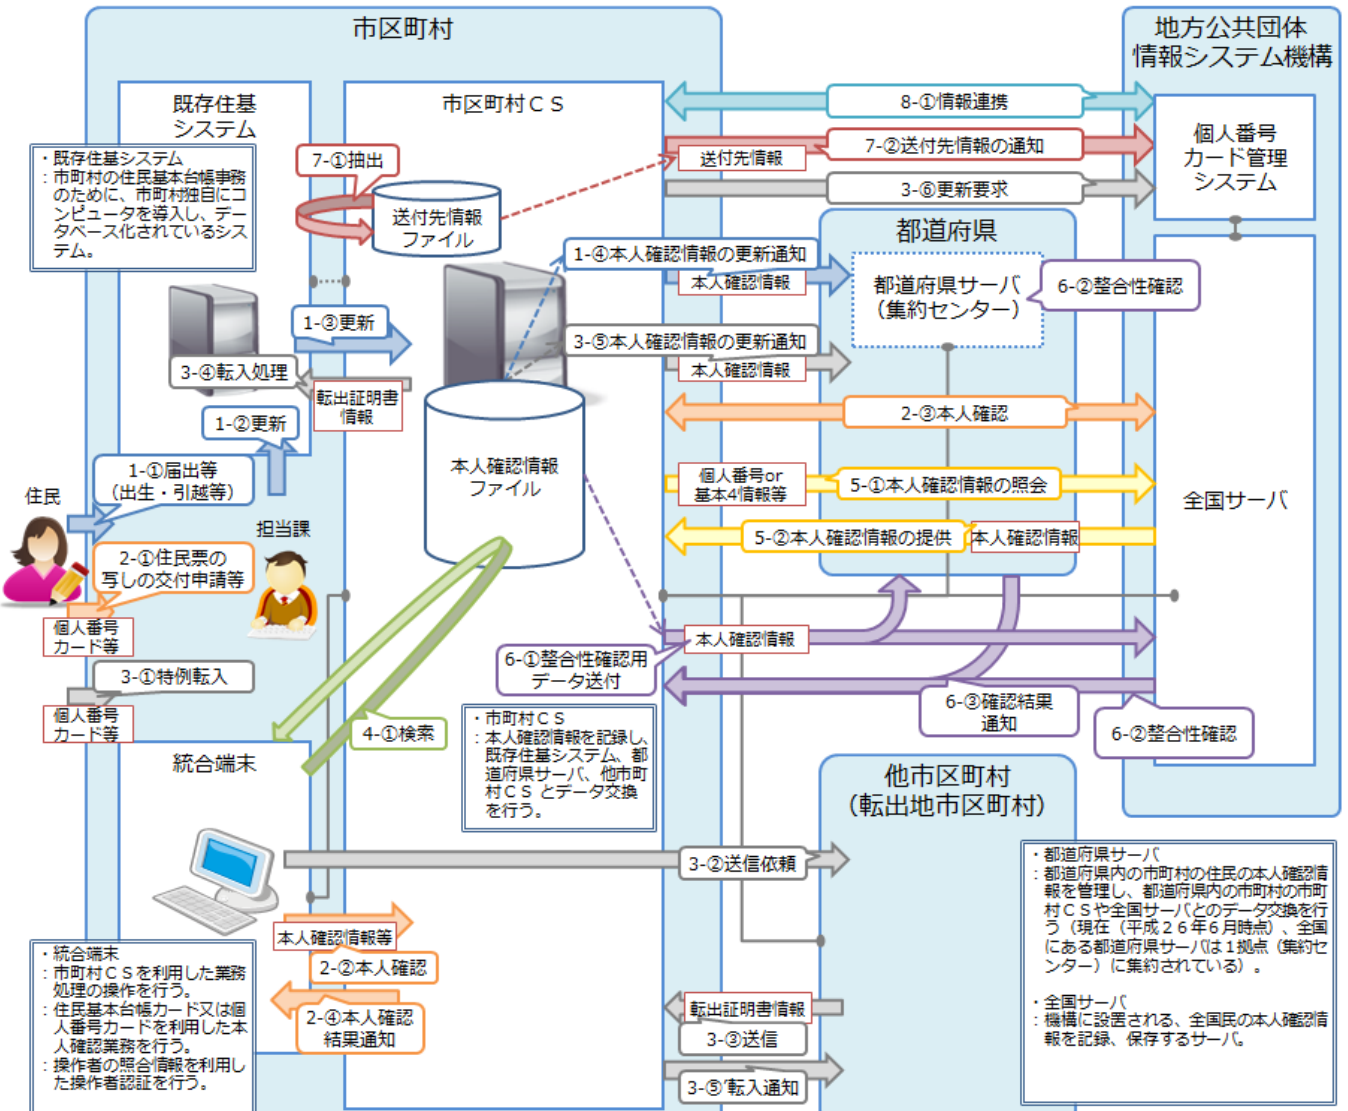 市区町村
地方公共団体
情報システム機構
既存住基
システム
市区町村ＣＳ
8-①情報連携
個人番号
カード管理
システム
・既存住基システム
：市町村の住民基本台帳事務
のために、市町村独自にコ
ンピュータを導入し、デー
タベース化されているシス
テム。
7-①抽出
送付先情報
ファイル
7-②送付先情報の通知
送付先情報
3-⑥更新要求
都道府県
都道府県サーバ
（集約センター）
6-②整合性確認
1-④本人確認情報の更新通知
本人確認情報
1-③更新
3-⑤本人確認情報の更新通知
本人確認情報
3-④転入処理
転出証明書
情報
1-②更新
2-③本人確認
本人確認情報
ファイル
1-①届出等
（出生・引越等）
個人番号or
基本4情報等
5-①本人確認情報の照会
全国サーバ
住民
担当課
5-②本人確認情報の提供
本人確認情報
2-①住民票の
写しの交付申請等
個人番号
カード等
本人確認情報
6-①整合性確認用
データ送付
3-①特例転入
個人番号
カード等
6-③確認結果
通知
6-②整合性確認
4-①検索
・市町村ＣＳ
：本人確認情報を記録し、
既存住基システム、都
道府県サーバ、他市町
村ＣＳ とデータ交換
を行う。
統合端末
他市区町村
（転出地市区町村）
3-②送信依頼
・都道府県サーバ
：都道府県内の市町村の住民の本人確認情
報を管理し、都道府県内の市町村の市町
村ＣＳや全国サーバとのデータ交換を行
う（現在（平成２６年６月時点）、全国
にある都道府県サーバは１拠点（集約セ
ンター）に集約されている）。
・全国サーバ
：機構に設置される、全国民の本人確認情
報を記録、保存するサーバ。
本人確認情報等
2-②本人確認
2-④本人確認
結果通知
・統合端末
：市町村ＣＳを利用した業務
処理の操作を行う。
：住民基本台帳カード又は個
人番号カードを利用した本
人確認業務を行う。
：操作者の照合情報を利用し
た操作者認証を行う。
転出証明書情報
3-③送信
3-⑤’転入通知